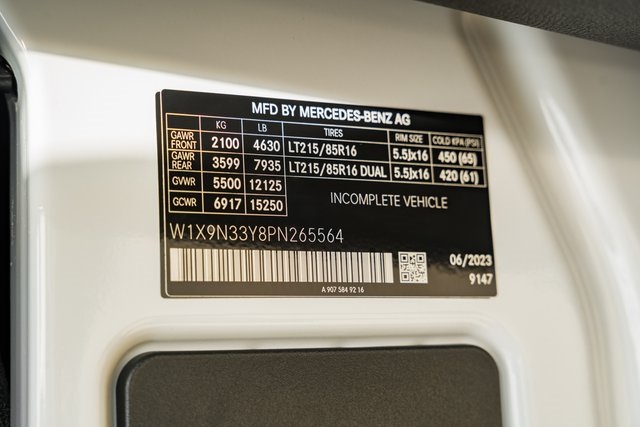 MFD BY MERCEDES-BENZ AG
KG LB TIRES RIM SIZE COLD KPA (PSI)
GAWR FRONT 2100 4630 LT215/85R16 5.5Jx16 450 (65)
GAWR REAR 3599 7935 LT215/85R16 DUAL 5.5Jx16 420 (61)
GVWR 5500 12125
GCWR 6917 15250
INCOMPLETE VEHICLE
W1X9N33Y8PN265564
06/2023
9147
A 907 584 92 16